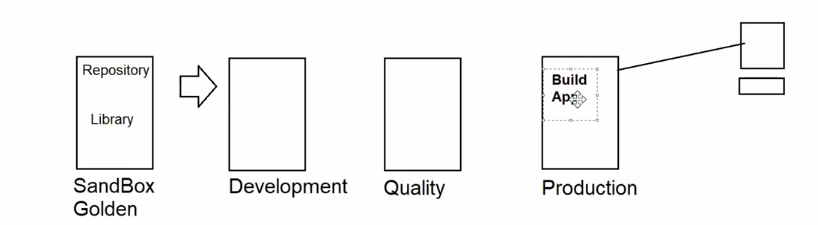 Repository
Library
SandBox
Golden
Development
Quality
Build
Production